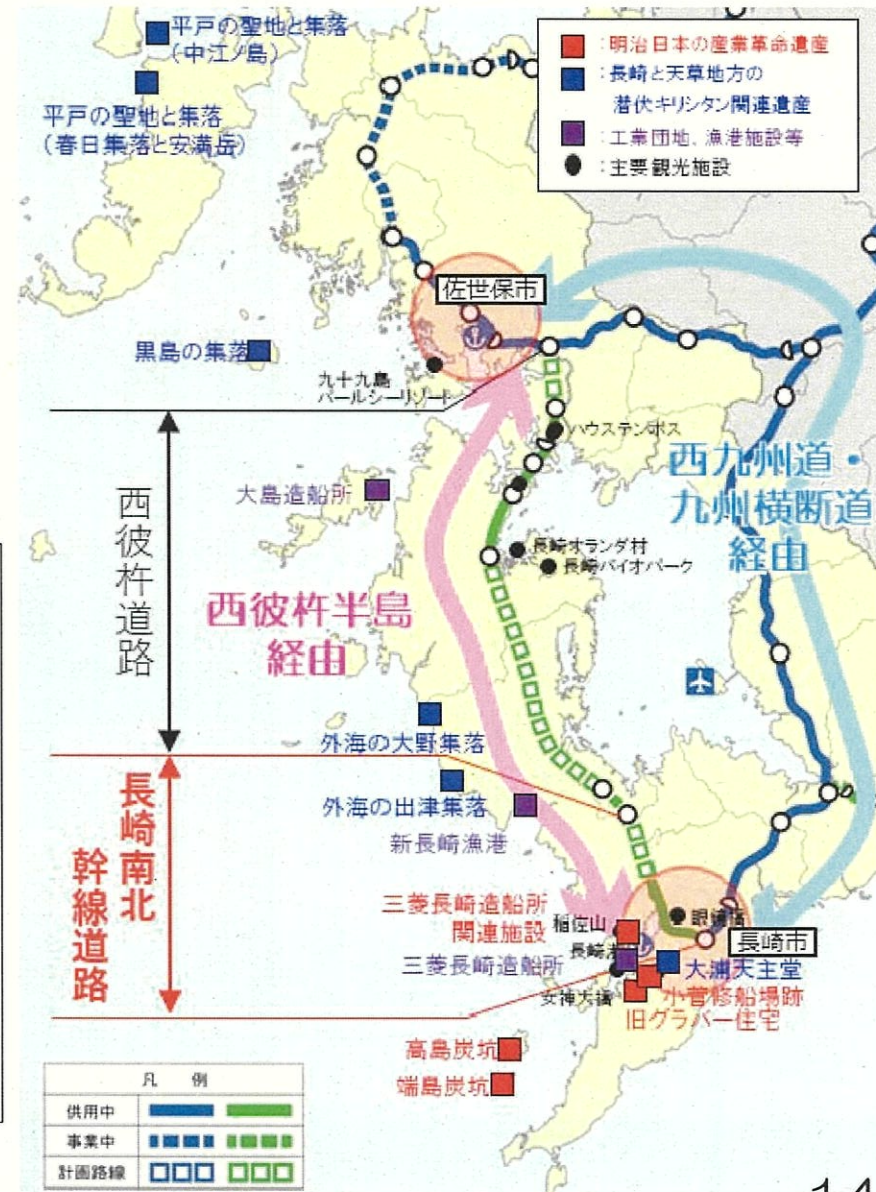 平戸の聖地と集落
(中江ノ島)
平戸の聖地と集落
(春日集落と安満岳)
:明治日本の産業革命遺産
:長崎と天草地方の
潜伏キリシタン関連遺産
:工業団地、漁港施設等
:主要観光施設
佐世保市
黒島の集落
九十九島
パールシーリゾート
ハウステンボス
西九州道・
九州横断道
経由
大島造船所
西彼杵道路
長崎オランダ村
長崎バイオパーク
西彼杵半島
経由
外海の大野集落
外海の出津集落
新長崎漁港
長崎南北
幹線道路
三菱長崎造船所
関連施設
稲佐山
眼鏡橋
長崎市
三菱長崎造船所
大浦天主堂
女神大橋
小菅修船場跡
旧グラバー住宅
高島炭坑
端島炭坑
凡 例
供用中
事業中
計画路線
14